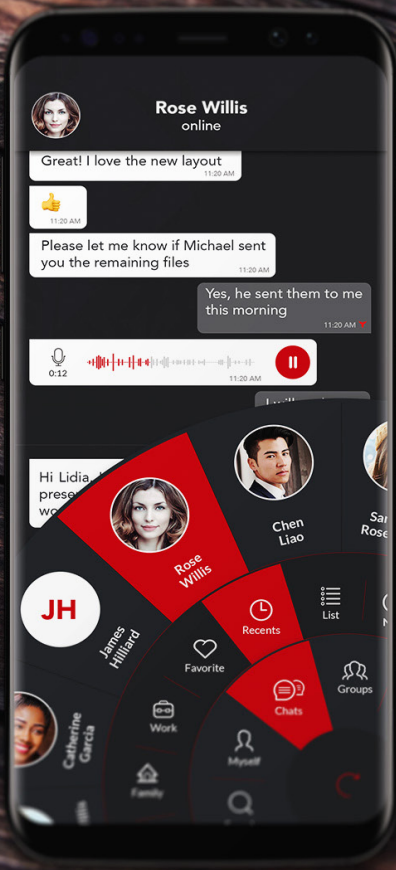 Rose Willis
online
Great! I love the new layout
11:20 AM
11:20 AM
Please let me know if Michael sent
you the remaining files
11:20 AM
Yes, he sent them to me
this morning
11:20 AM
0:12
11:20 AM
Hi Lidia,
Rose
Willis
Chen
Liao
JH
James
Hilliard
Catherine
Garcia
Recents
List
Favorite
Work
Family
Chats
Groups
Myself